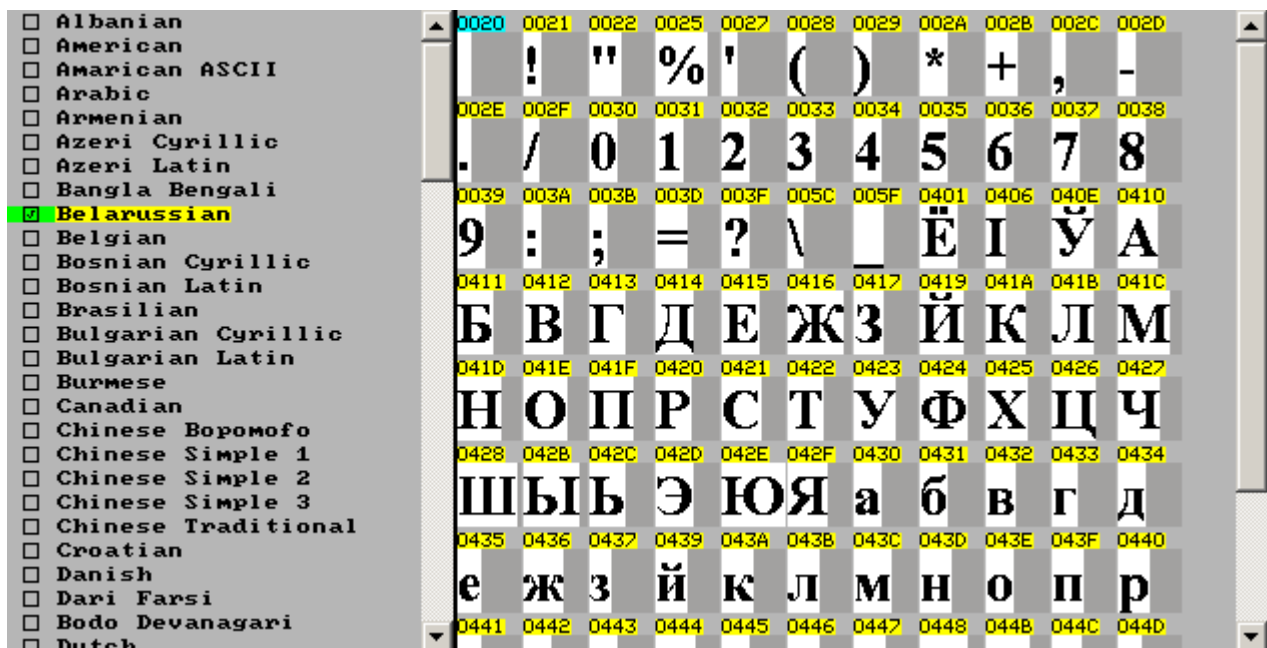 Albanian
American
Amarican ASCII
Arabic
Armenian
Azeri Cyrillic
Azeri Latin
Bangla Bengali
Belarussian
Belgian
Bosnian Cyrillic
Bosnian Latin
Brasilian
Bulgarian Cyrillic
Bulgarian Latin
Burmese
Canadian
Chinese Bopomofo
Chinese Simple 1
Chinese Simple 2
Chinese Simple 3
Chinese Traditional
Croatian
Danish
Dari Farsi
Bodo Devanagari
Dutch
0020 0021 0022 0025 0027 0028 0029 002A 002B 002C 002D
! " % ' ( ) * + , -
002E 002F 0030 0031 0032 0033 0034 0035 0036 0037 0038
. / 0 1 2 3 4 5 6 7 8
0039 003A 003B 003D 003F 005C 005F 0401 0406 040E 0410
9 : ; = ? \ _ Ё І Ў А
0411 0412 0413 0414 0415 0416 0417 0419 041A 041B 041C
Б В Г Д Е Ж З Й К Л М
041D 041E 041F 0420 0421 0422 0423 0424 0425 0426 0427
Н О П Р С Т У Ф Х Ц Ч
0428 042B 042C 042D 042E 042F 0430 0431 0432 0433 0434
Ш Ы Ь Э Ю Я а б в г д
0435 0436 0437 0439 043A 043B 043C 043D 043E 043F 0440
е ж з й к л м н о п р
0441 0442 0443 0444 0445 0446 0447 0448 044B 044C 044D